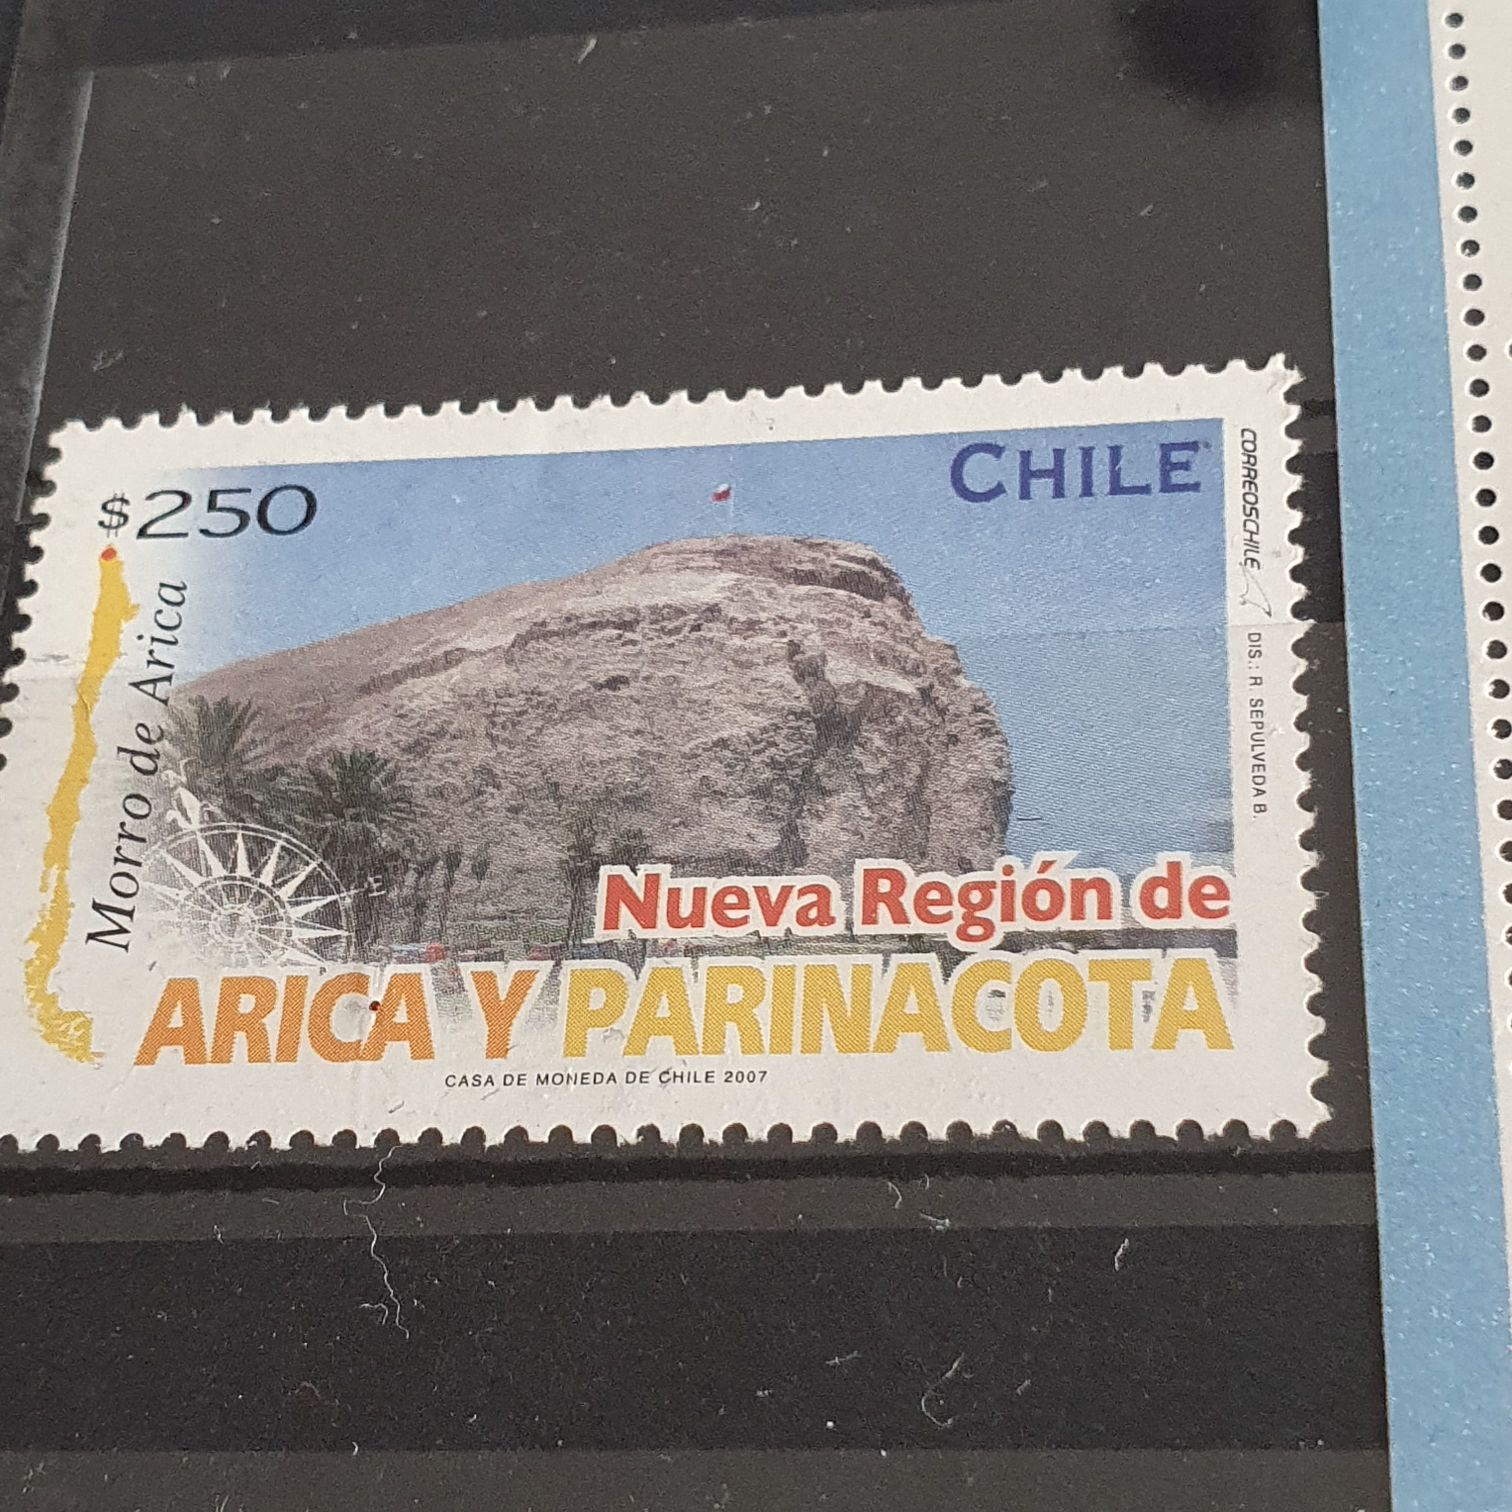 $250
CHILE
CORREOSCHILE
DIS.: R. SEPULVEDA B.
Morro de Arica
E
Nueva Región de
ARICA Y PARINACOTA
CASA DE MONEDA DE CHILE 2007